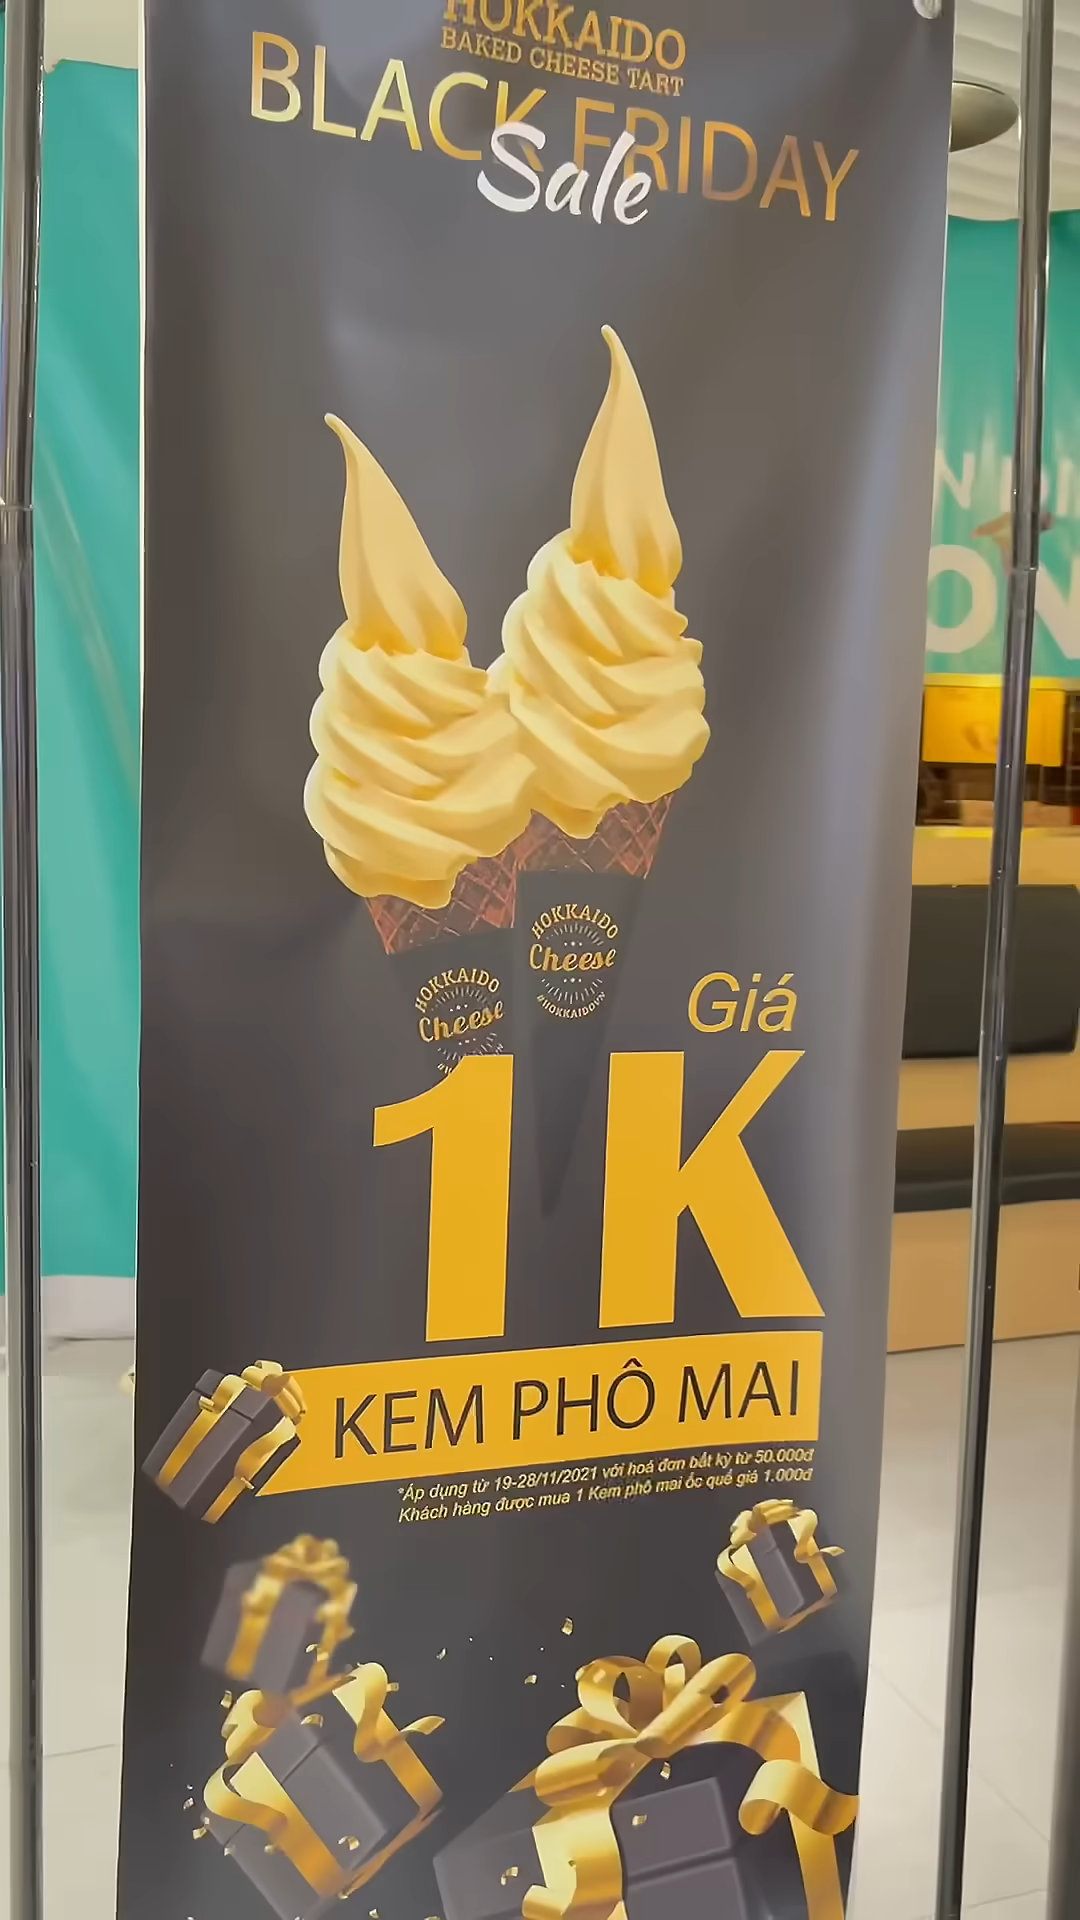 HOKKAIDO
BAKED CHEESE TART
BLACK FRIDAY
Sale
HOKKAIDO
Cheese
#HOKKAIDOVN
HOKKAIDO
Cheese
Giá
1K
KEM PHÔ MAI
*Áp dụng từ 19-28/11/2021 với hoá đơn bất kỳ từ 50.000đ
Khách hàng được mua 1 Kem phô mai ốc quế giá 1.000đ
ON